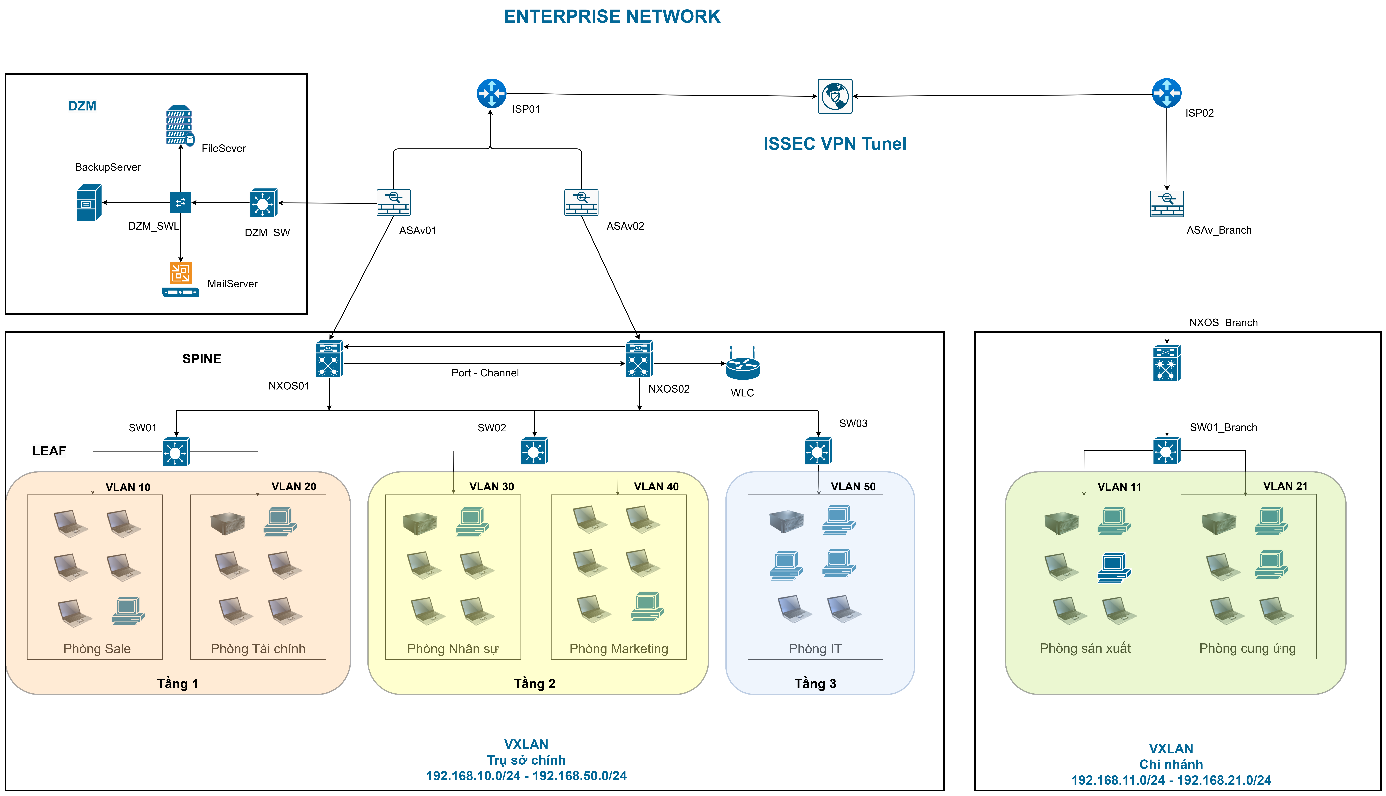 ENTERPRISE NETWORK
DZM
FileSever
BackupServer
DZM_SWL
DZM_SW
MailServer
ISP01
ISSEC VPN Tunel
ISP02
ASAv01
ASAv02
ASAv_Branch
SPINE
NXOS01
Port - Channel
NXOS02
WLC
NXOS_Branch
LEAF
SW01
SW02
SW03
SW01_Branch
VLAN 10
VLAN 20
VLAN 30
VLAN 40
VLAN 50
VLAN 11
VLAN 21
Phòng Sale
Phòng Tài chính
Phòng Nhân sự
Phòng Marketing
Phòng IT
Phòng sán xuất
Phòng cung ứng
Tầng 1
Tầng 2
Tầng 3
VXLAN
Trụ sở chính
192.168.10.0/24 - 192.168.50.0/24
VXLAN
Chi nhánh
192.168.11.0/24 - 192.168.21.0/24